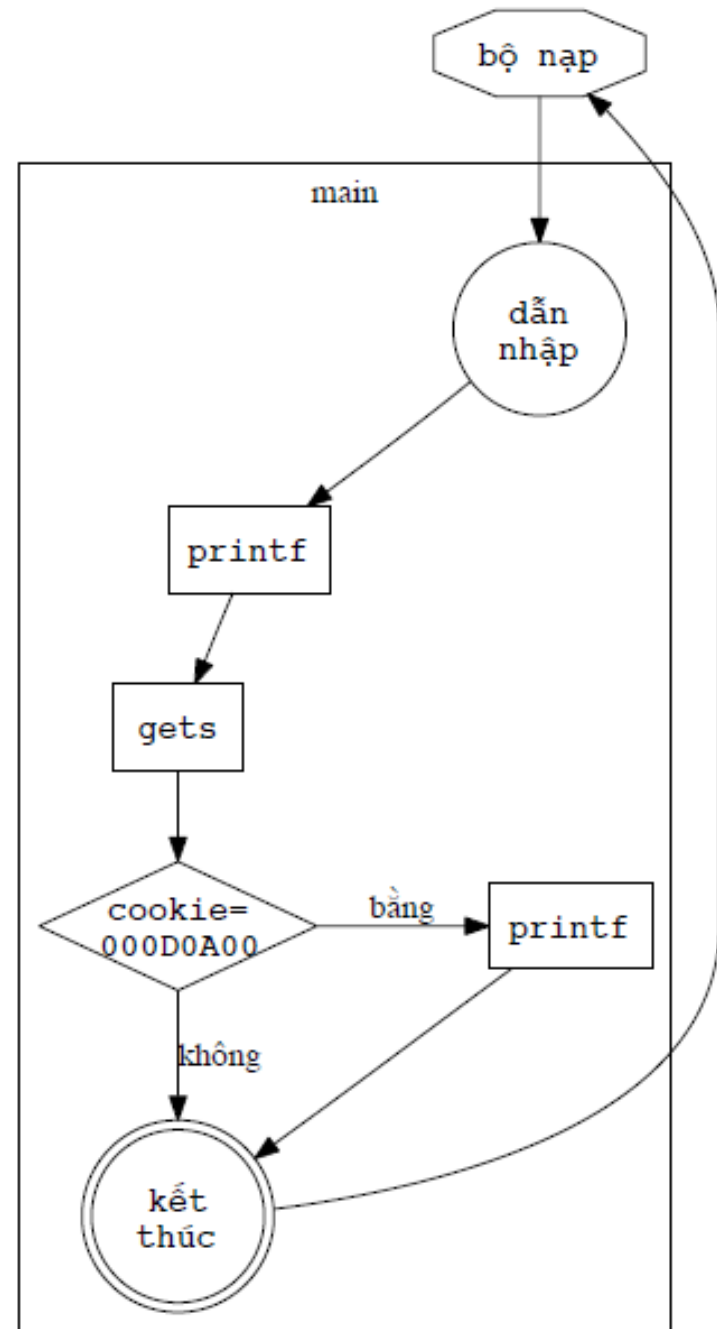 bộ nạp
main
dẫn
nhập
printf
gets
cookie=
000D0A00
bằng
printf
không
kết
thúc